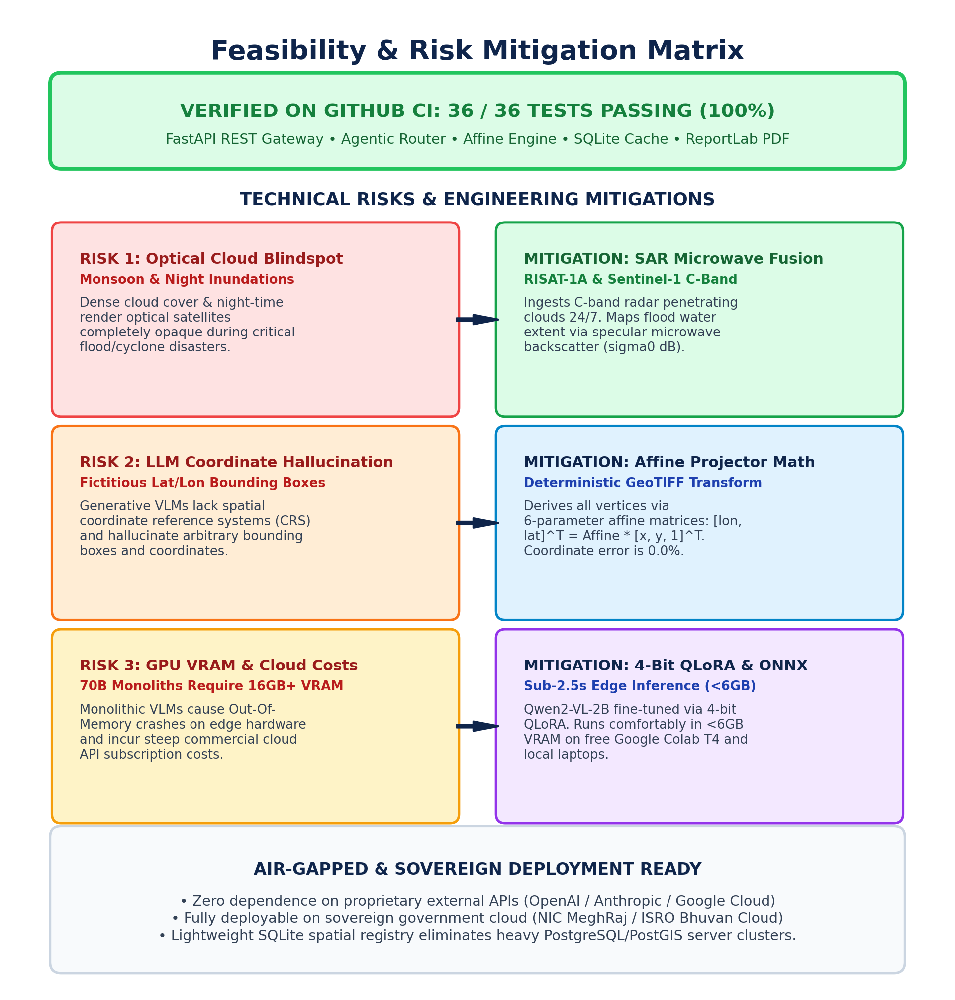 Feasibility & Risk Mitigation Matrix
VERIFIED ON GITHUB CI: 36 / 36 TESTS PASSING (100%)
FastAPI REST Gateway • Agentic Router • Affine Engine • SQLite Cache • ReportLab PDF
TECHNICAL RISKS & ENGINEERING MITIGATIONS
RISK 1: Optical Cloud Blindspot
Monsoon & Night Inundations
Dense cloud cover & night-time
render optical satellites
completely opaque during critical
flood/cyclone disasters.
MITIGATION: SAR Microwave Fusion
RISAT-1A & Sentinel-1 C-Band
Ingests C-band radar penetrating
clouds 24/7. Maps flood water
extent via specular microwave
backscatter (sigma0 dB).
RISK 2: LLM Coordinate Hallucination
Fictitious Lat/Lon Bounding Boxes
Generative VLMs lack spatial
coordinate reference systems (CRS)
and hallucinate arbitrary bounding
boxes and coordinates.
MITIGATION: Affine Projector Math
Deterministic GeoTIFF Transform
Derives all vertices via
6-parameter affine matrices: [lon,
lat]^T = Affine * [x, y, 1]^T.
Coordinate error is 0.0%.
RISK 3: GPU VRAM & Cloud Costs
70B Monoliths Require 16GB+ VRAM
Monolithic VLMs cause Out-Of-
Memory crashes on edge hardware
and incur steep commercial cloud
API subscription costs.
MITIGATION: 4-Bit QLoRA & ONNX
Sub-2.5s Edge Inference (<6GB)
Qwen2-VL-2B fine-tuned via 4-bit
QLoRA. Runs comfortably in <6GB
VRAM on free Google Colab T4 and
local laptops.
AIR-GAPPED & SOVEREIGN DEPLOYMENT READY
• Zero dependence on proprietary external APIs (OpenAI / Anthropic / Google Cloud)
• Fully deployable on sovereign government cloud (NIC MeghRaj / ISRO Bhuvan Cloud)
• Lightweight SQLite spatial registry eliminates heavy PostgreSQL/PostGIS server clusters.